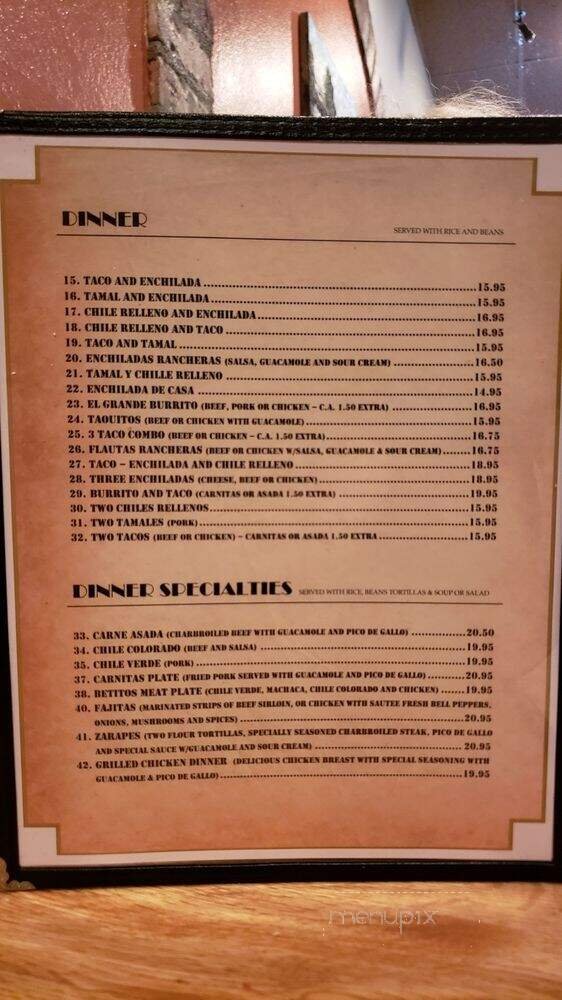 DINNER
SERVED WITH RICE AND BEANS
15. TACO AND ENCHILADA 15.95
16. TAMAL AND ENCHILADA 15.95
17. CHILE RELLENO AND ENCHILADA 16.95
18. CHILE RELLENO AND TACO 16.95
19. TACO AND TAMAL 15.95
20. ENCHILADAS RANCHERAS (SALSA, GUACAMOLE AND SOUR CREAM) 16.50
21. TAMAL Y CHILLE RELLENO 15.95
22. ENCHILADA DE CASA 14.95
23. EL GRANDE BURRITO (BEEF, PORK OR CHICKEN – C.A. 1.50 EXTRA) 16.95
24. TAQUITOS (BEEF OR CHICKEN WITH GUACAMOLE) 15.95
25. 3 TACO COMBO (BEEF OR CHICKEN – C.A. 1.50 EXTRA) 16.75
26. FLAUTAS RANCHERAS (BEEF OR CHICKEN W/SALSA, GUACAMOLE & SOUR CREAM) 16.75
27. TACO – ENCHILADA AND CHILE RELLENO 18.95
28. THREE ENCHILADAS (CHEESE, BEEF OR CHICKEN) 18.95
29. BURRITO AND TACO (CARNITAS OR ASADA 1.50 EXTRA) 19.95
30. TWO CHILES RELLENOS 15.95
31. TWO TAMALES (PORK) 15.95
32. TWO TACOS (BEEF OR CHICKEN) – CARNITAS OR ASADA 1.50 EXTRA 15.95
DINNER SPECIALTIES SERVED WITH RICE, BEANS TORTILLAS & SOUP OR SALAD
33. CARNE ASADA (CHARBROILED BEEF WITH GUACAMOLE AND PICO DE GALLO) 20.50
34. CHILE COLORADO (BEEF AND SALSA) 19.95
35. CHILE VERDE (PORK) 19.95
37. CARNITAS PLATE (FRIED PORK SERVED WITH GUACAMOLE AND PICO DE GALLO) 20.95
38. BETITOS MEAT PLATE (CHILE VERDE, MACHACA, CHILE COLORADO AND CHICKEN) 19.95
40. FAJITAS (MARINATED STRIPS OF BEEF SIRLOIN, OR CHICKEN WITH SAUTEE FRESH BELL PEPPERS,
ONIONS, MUSHROOMS AND SPICES) 20.95
41. ZARAPES (TWO FLOUR TORTILLAS, SPECIALLY SEASONED CHARBROILED STEAK, PICO DE GALLO
AND SPECIAL SAUCE W/GUACAMOLE AND SOUR CREAM) 20.95
42. GRILLED CHICKEN DINNER (DELICIOUS CHICKEN BREAST WITH SPECIAL SEASONING WITH
GUACAMOLE & PICO DE GALLO) 19.95
menupix